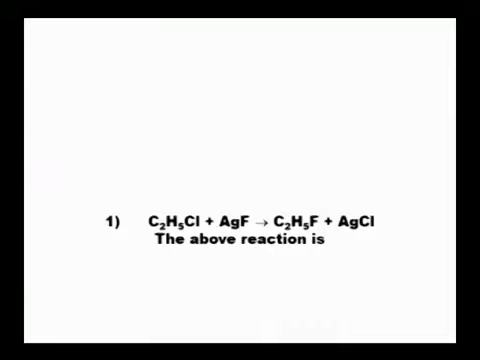 1) C₂H₅Cl + AgF → C₂H₅F + AgCl
The above reaction is